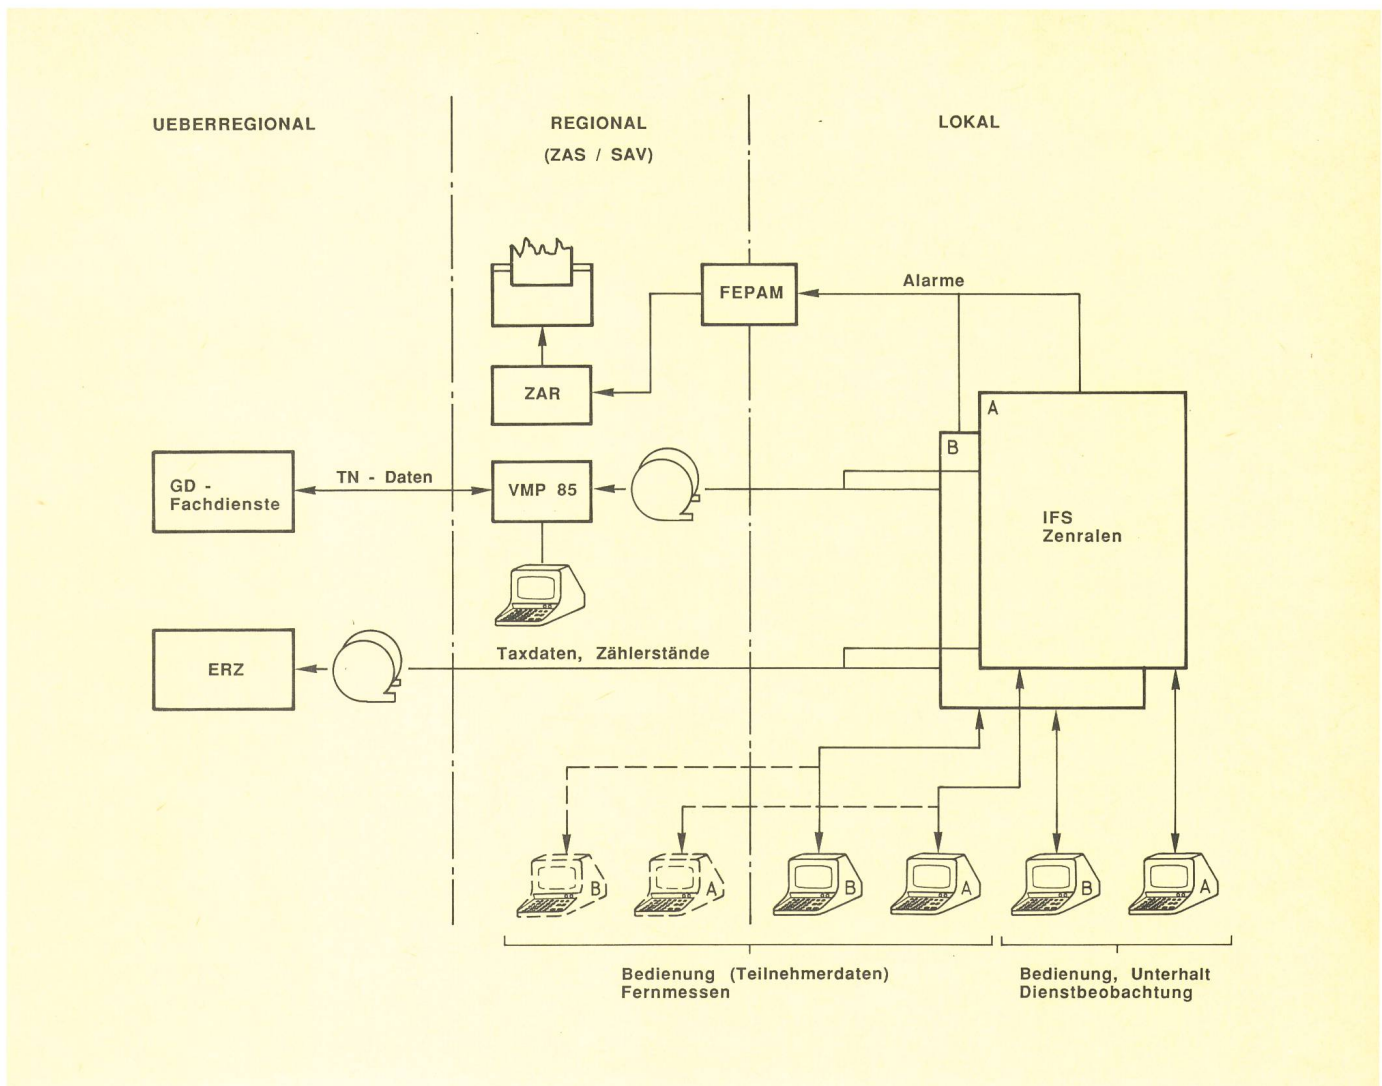 UEBERREGIONAL
REGIONAL
(ZAS / SAV)
LOKAL
FEPAM
Alarme
ZAR
A
B
GD -
Fachdienste
TN - Daten
VMP 85
IFS
Zenralen
ERZ
Taxdaten, Zählerstände
B
A
B
A
B
A
Bedienung (Teilnehmerdaten)
Fernmessen
Bedienung, Unterhalt
Dienstbeobachtung